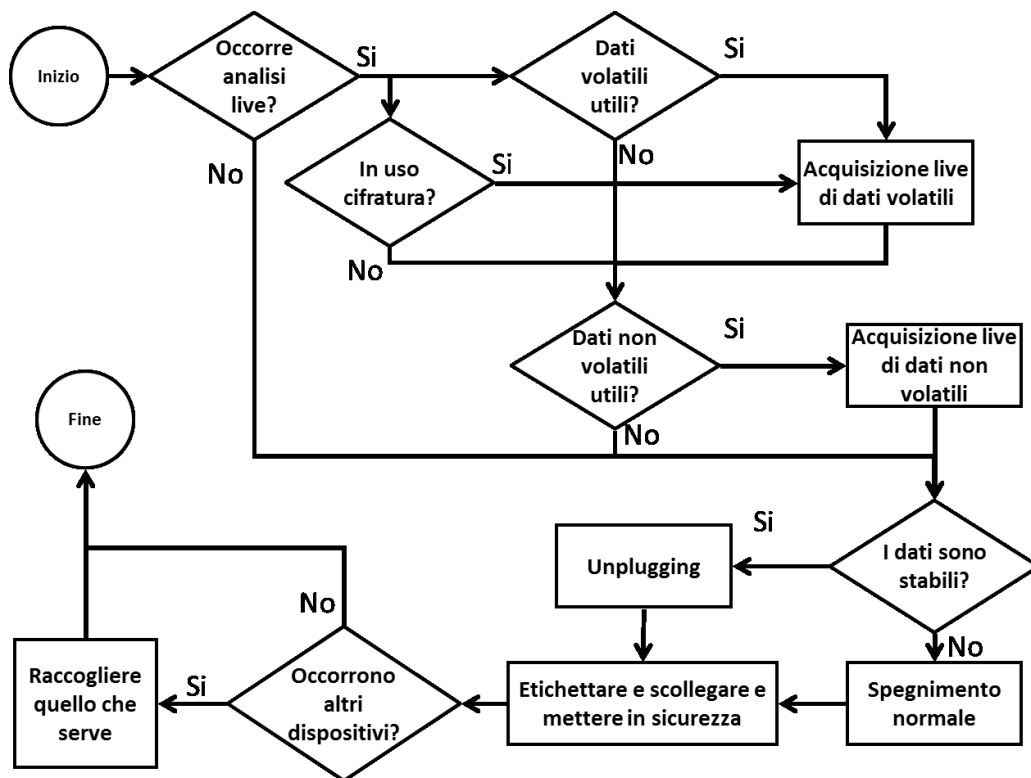 Inizio
Occorre
analisi
live?
Si
No
Dati
volatili
utili?
Si
No
In uso
cifratura?
Si
No
Acquisizione live
di dati volatili
Dati non
volatili
utili?
Si
No
Acquisizione live
di dati non
volatili
I dati sono
stabili?
Si
No
Unplugging
Spegnimento
normale
Etichettare e scollegare e
mettere in sicurezza
Occorrono
altri
dispositivi?
No
Si
Raccogliere
quello che
serve
Fine